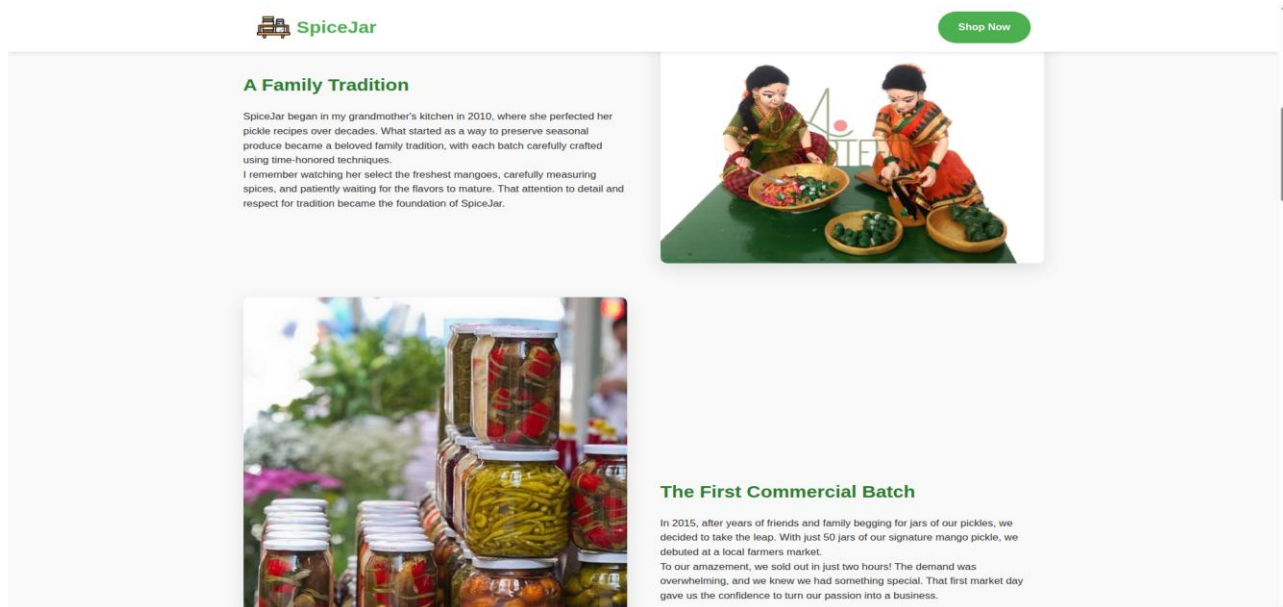 SpiceJar
Shop Now
A Family Tradition
SpiceJar began in my grandmother's kitchen in 2010, where she perfected her
pickle recipes over decades. What started as a way to preserve seasonal
produce became a beloved family tradition, with each batch carefully crafted
using time-honored techniques.
I remember watching her select the freshest mangoes, carefully measuring
spices, and patiently waiting for the flavors to mature. That attention to detail and
respect for tradition became the foundation of SpiceJar.
The First Commercial Batch
In 2015, after years of friends and family begging for jars of our pickles, we
decided to take the leap. With just 50 jars of our signature mango pickle, we
debuted at a local farmers market.
To our amazement, we sold out in just two hours! The demand was
overwhelming, and we knew we had something special. That first market day
gave us the confidence to turn our passion into a business.